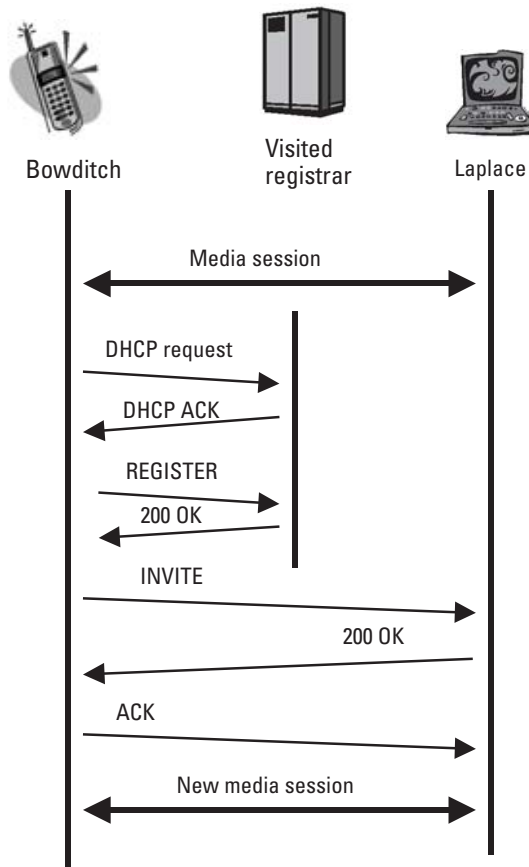 Bowditch
Visited
registrar
Laplace
Media session
DHCP request
DHCP ACK
REGISTER
200 OK
INVITE
200 OK
ACK
New media session